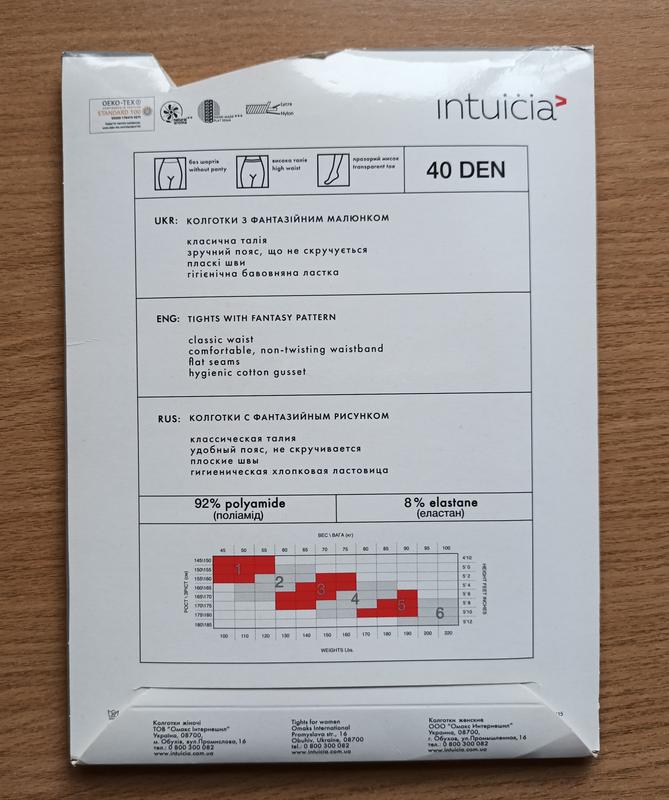 OEKO-TEX®
STANDARD 100
intuicia
Lycra
Nylon
без шортів
without panty
висока талія
high waist
прозорий мисок
transparent toe
40 DEN
UKR: КОЛГОТКИ З ФАНТАЗІЙНИМ МАЛЮНКОМ
класична талія
зручний пояс, що не скручується
пласкі шви
гігієнічна бавовняна ластка
ENG: TIGHTS WITH FANTASY PATTERN
classic waist
comfortable, non-twisting waistband
flat seams
hygienic cotton gusset
RUS: КОЛГОТКИ С ФАНТАЗИЙНЫМ РИСУНКОМ
классическая талия
удобный пояс, не скручивается
плоские швы
гигиеническая хлопковая ластовица
92% polyamide
(поліамід)
8% elastane
(еластан)
ВЕС \ ВАГА (кг)
45 50 55 60 65 70 75 80 85 90 95 100
РОСТ \ ЗРІСТ (см)
145\150 4'10
150\155 5'0
155\160 5'2
160\165 5'4
165\170 5'6
170\175 5'8
175\180 5'10
180\185 5'12
1 2 3 4 5 6
HEIGHT FEET INCHES
100 110 120 130 140 150 160 170 180 190 200 220
WEIGHTS Lbs.
Колготки жіночі
ТОВ "Омакс Інтернешнл"
Україна, 08700,
м. Обухів, вул.Промислова, 16
тел.: 0 800 300 082
www.intuicia.com.ua
Tights for women
Omaks International
Promyslova str., 16
Obuhiv, Ukraine, 08700
tel.: 0 800 300 082
www.intuicia.com.ua
Колготки женские
ООО "Омакс Интернешнл"
Украина, 08700,
г. Обухов, ул.Промышленная,16
тел.: 0 800 300 082
www.intuicia.com.ua